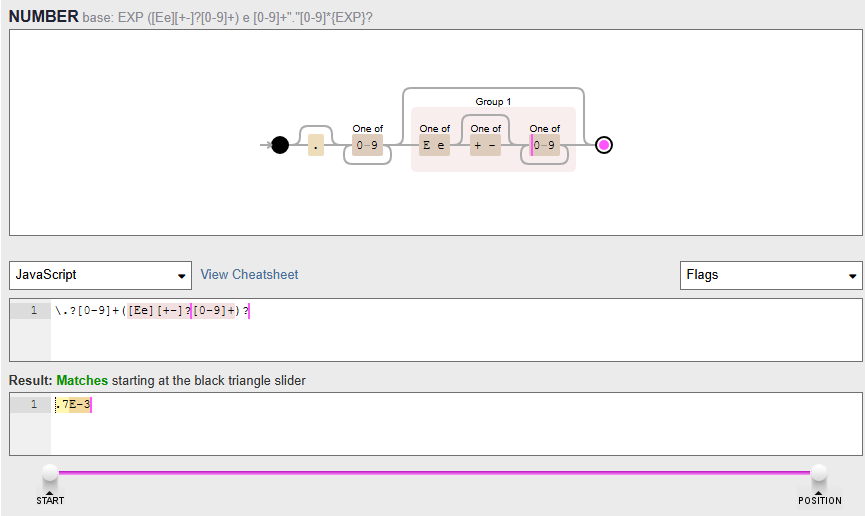 NUMBER base: EXP ([Ee][+-]?[0-9]+) e [0-9]+"."[0-9]*{EXP}?
Group 1
One of One of One of One of
. 0-9 E e + - 0-9
JavaScript View Cheatsheet Flags
1 \.?[0-9]+([Ee][+-]?[0-9]+)?
Result: Matches starting at the black triangle slider
1 .7E-3
START POSITION